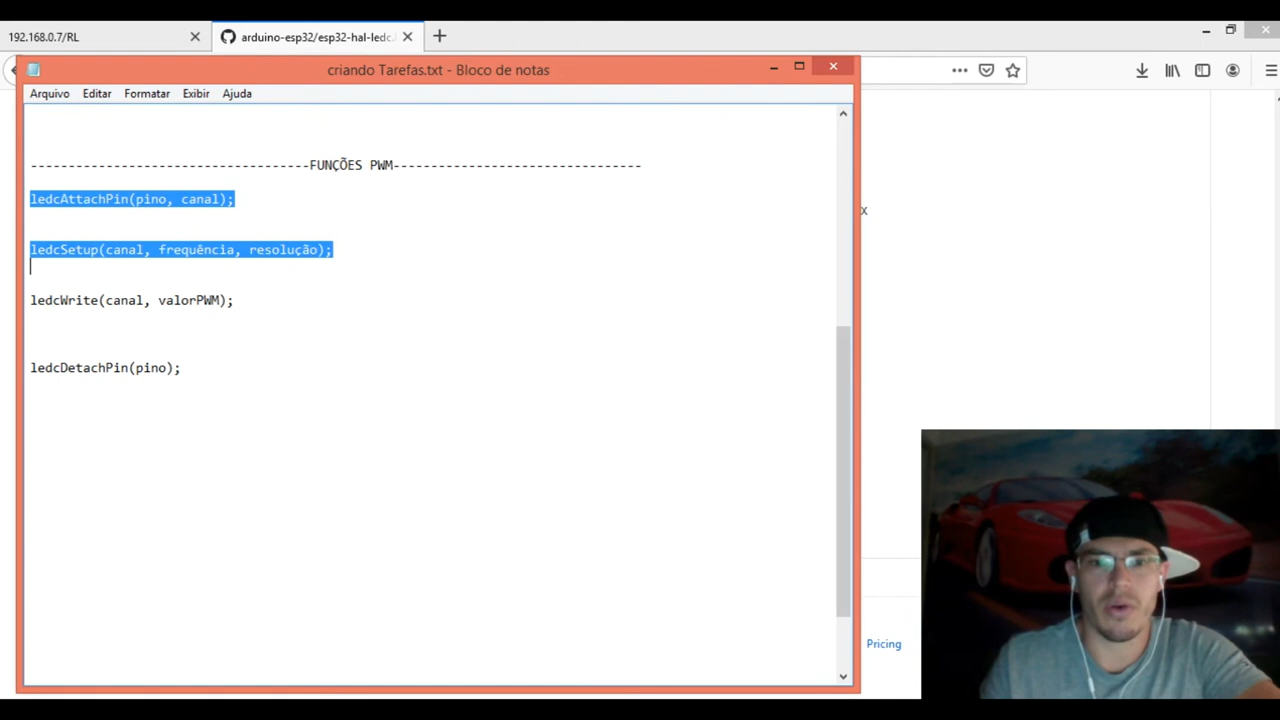 192.168.0.7/RL
arduino-esp32/esp32-hal-ledc.
criando Tarefas.txt - Bloco de notas
Arquivo Editar Formatar Exibir Ajuda
-------------------------------------FUNÇÕES PWM---------------------------------
ledcAttachPin(pino, canal);
x
ledcSetup(canal, frequência, resolução);
ledcWrite(canal, valorPWM);
ledcDetachPin(pino);
Pricing